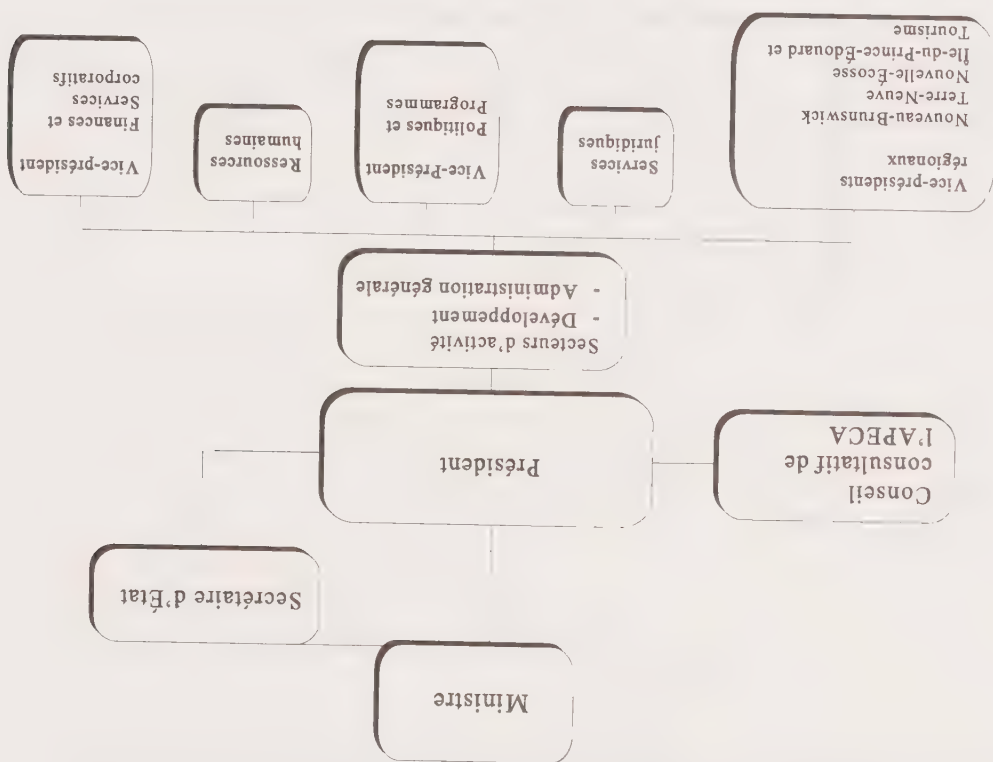 Ministre
Secrétaire d'État
Conseil
consultatif de
l'APECA
Président
Secteurs d'activité
- Développement
- Administration générale
Vice-présidents
régionaux
Nouveau-Brunswick
Terre-Neuve
Nouvelle-Écosse
Île-du-Prince-Édouard et
Tourisme
Services
juridiques
Vice-Président
Politiques et
Programmes
Ressources
humaines
Vice-président
Finances et
Services
corporatifs